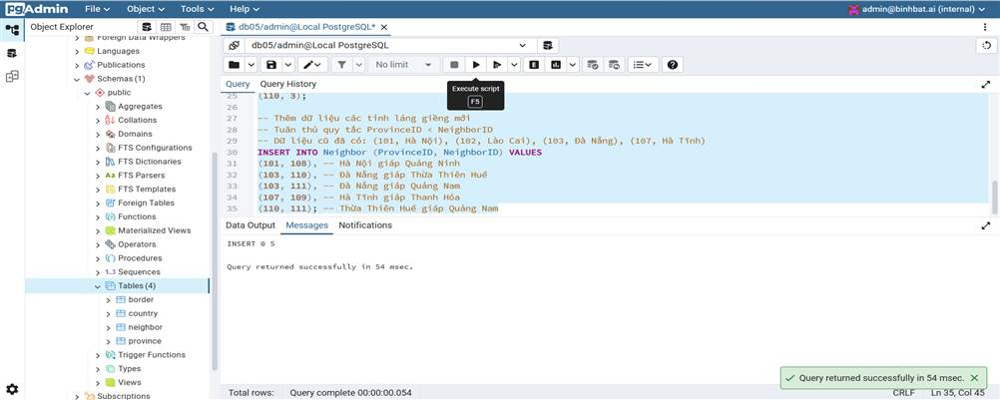 pgAdmin File Object Tools Help admin@binhbat.ai (internal)
Object Explorer
db05/admin@Local PostgreSQL*
Foreign Data Wrappers
Languages
Publications
Schemas (1)
public
Aggregates
Collations
Domains
FTS Configurations
FTS Dictionaries
FTS Parsers
FTS Templates
Foreign Tables
Functions
Materialized Views
Operators
Procedures
1..3 Sequences
Tables (4)
border
country
neighbor
province
Trigger Functions
Types
Views
Subscriptions
db05/admin@Local PostgreSQL
No limit
Query Query History
Execute script
F5
25 (110, 3);
26
27 -- Thêm dữ liệu các tỉnh láng giềng mới
28 -- Tuân thủ quy tắc ProvinceID < NeighborID
29 -- Dữ liệu cũ đã có: (101, Hà Nội), (102, Lào Cai), (103, Đà Nẵng), (107, Hà Tĩnh)
30 INSERT INTO Neighbor (ProvinceID, NeighborID) VALUES
31 (101, 108), -- Hà Nội giáp Quảng Ninh
32 (103, 110), -- Đà Nẵng giáp Thừa Thiên Huế
33 (103, 111), -- Đà Nẵng giáp Quảng Nam
34 (107, 109), -- Hà Tĩnh giáp Thanh Hóa
35 (110, 111); -- Thừa Thiên Huế giáp Quảng Nam
Data Output Messages Notifications
INSERT 0 5
Query returned successfully in 54 msec.
Query returned successfully in 54 msec.
Total rows: Query complete 00:00:00.054 CRLF Ln 35, Col 45